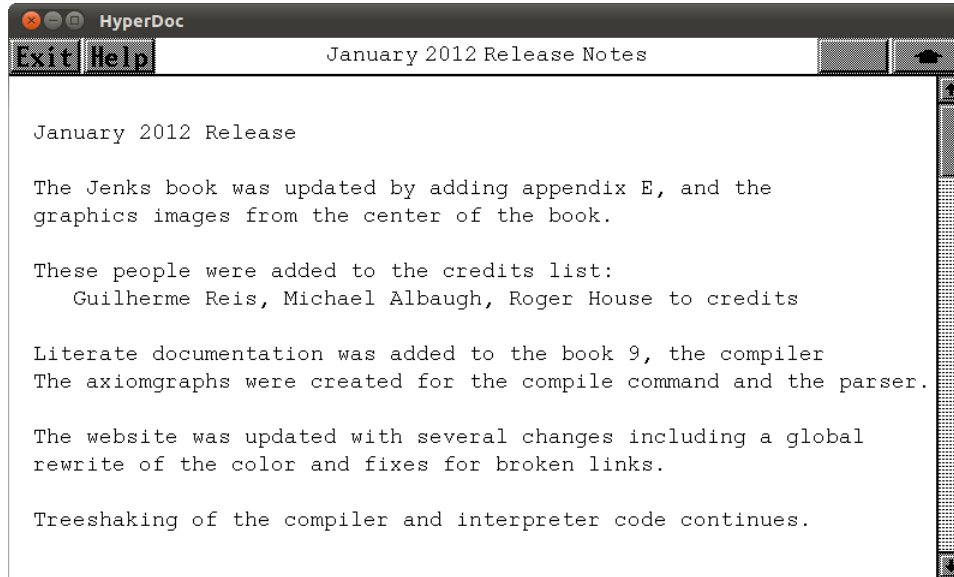 HyperDoc
Exit Help January 2012 Release Notes
January 2012 Release
The Jenks book was updated by adding appendix E, and the
graphics images from the center of the book.
These people were added to the credits list:
Guilherme Reis, Michael Albaugh, Roger House to credits
Literate documentation was added to the book 9, the compiler
The axiomgraphs were created for the compile command and the parser.
The website was updated with several changes including a global
rewrite of the color and fixes for broken links.
Treeshaking of the compiler and interpreter code continues.